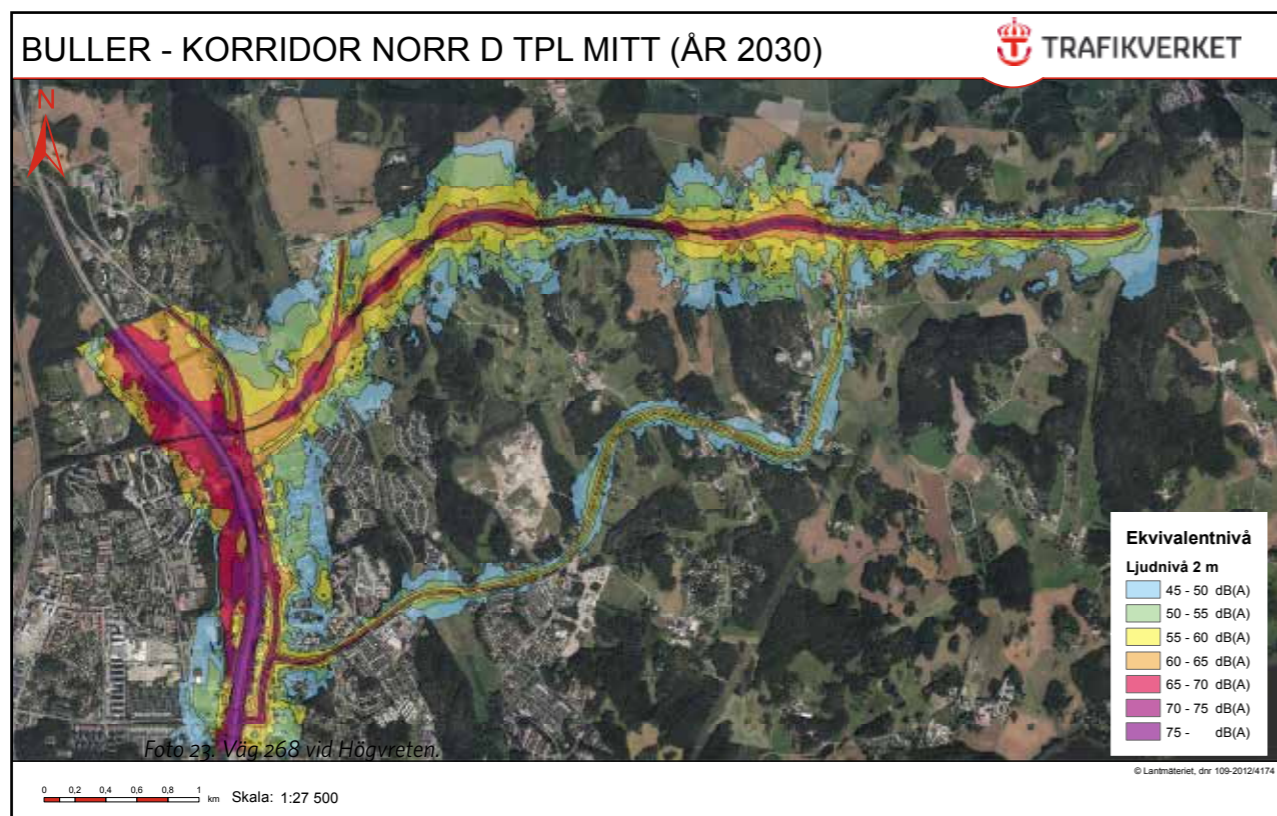 BULLER - KORRIDOR NORR D TPL MITT (ÅR 2030)
TRAFIKVERKET
N
Ekvivalentnivå
Ljudnivå 2 m
45 - 50 dB(A)
50 - 55 dB(A)
55 - 60 dB(A)
60 - 65 dB(A)
65 - 70 dB(A)
70 - 75 dB(A)
75 - dB(A)
Foto 23. Väg 268 vid Högvreten.
© Lantmäteriet, dnr 109-2012/4174
0 0,2 0,4 0,6 0,8 1
km Skala: 1:27 500